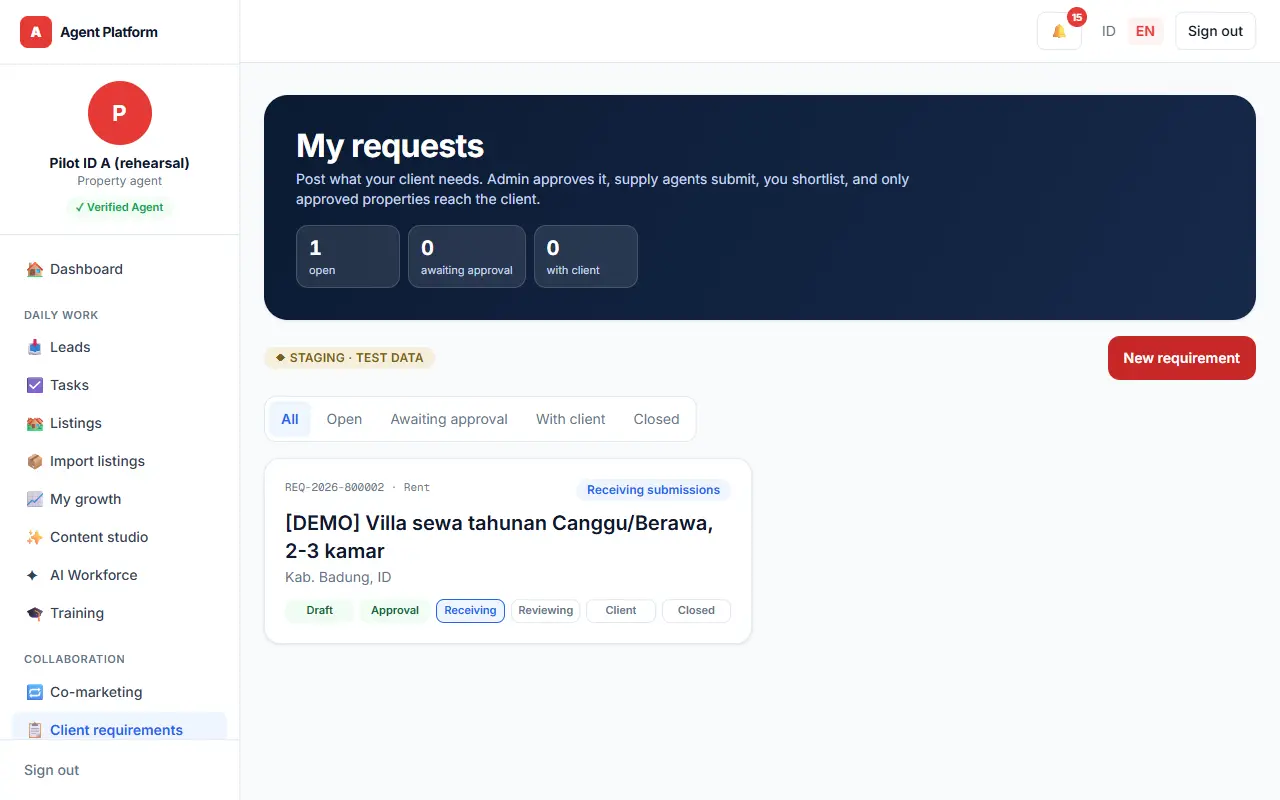 A Agent Platform
15
ID EN Sign out
P
Pilot ID A (rehearsal)
Property agent
✓ Verified Agent
Dashboard
DAILY WORK
Leads
Tasks
Listings
Import listings
My growth
Content studio
AI Workforce
Training
COLLABORATION
Co-marketing
Client requirements
Sign out
My requests
Post what your client needs. Admin approves it, supply agents submit, you shortlist, and only
approved properties reach the client.
1 0 0
open awaiting approval with client
◆ STAGING · TEST DATA New requirement
All Open Awaiting approval With client Closed
REQ-2026-800002 · Rent Receiving submissions
[DEMO] Villa sewa tahunan Canggu/Berawa,
2-3 kamar
Kab. Badung, ID
Draft Approval Receiving Reviewing Client Closed